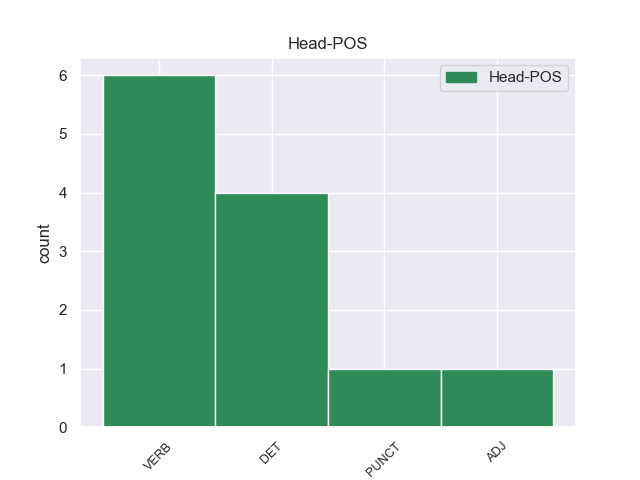 Head-POS
Head-POS
6
5
4
3
2
1
0
count
VERB
DET
PUNCT
ADJ